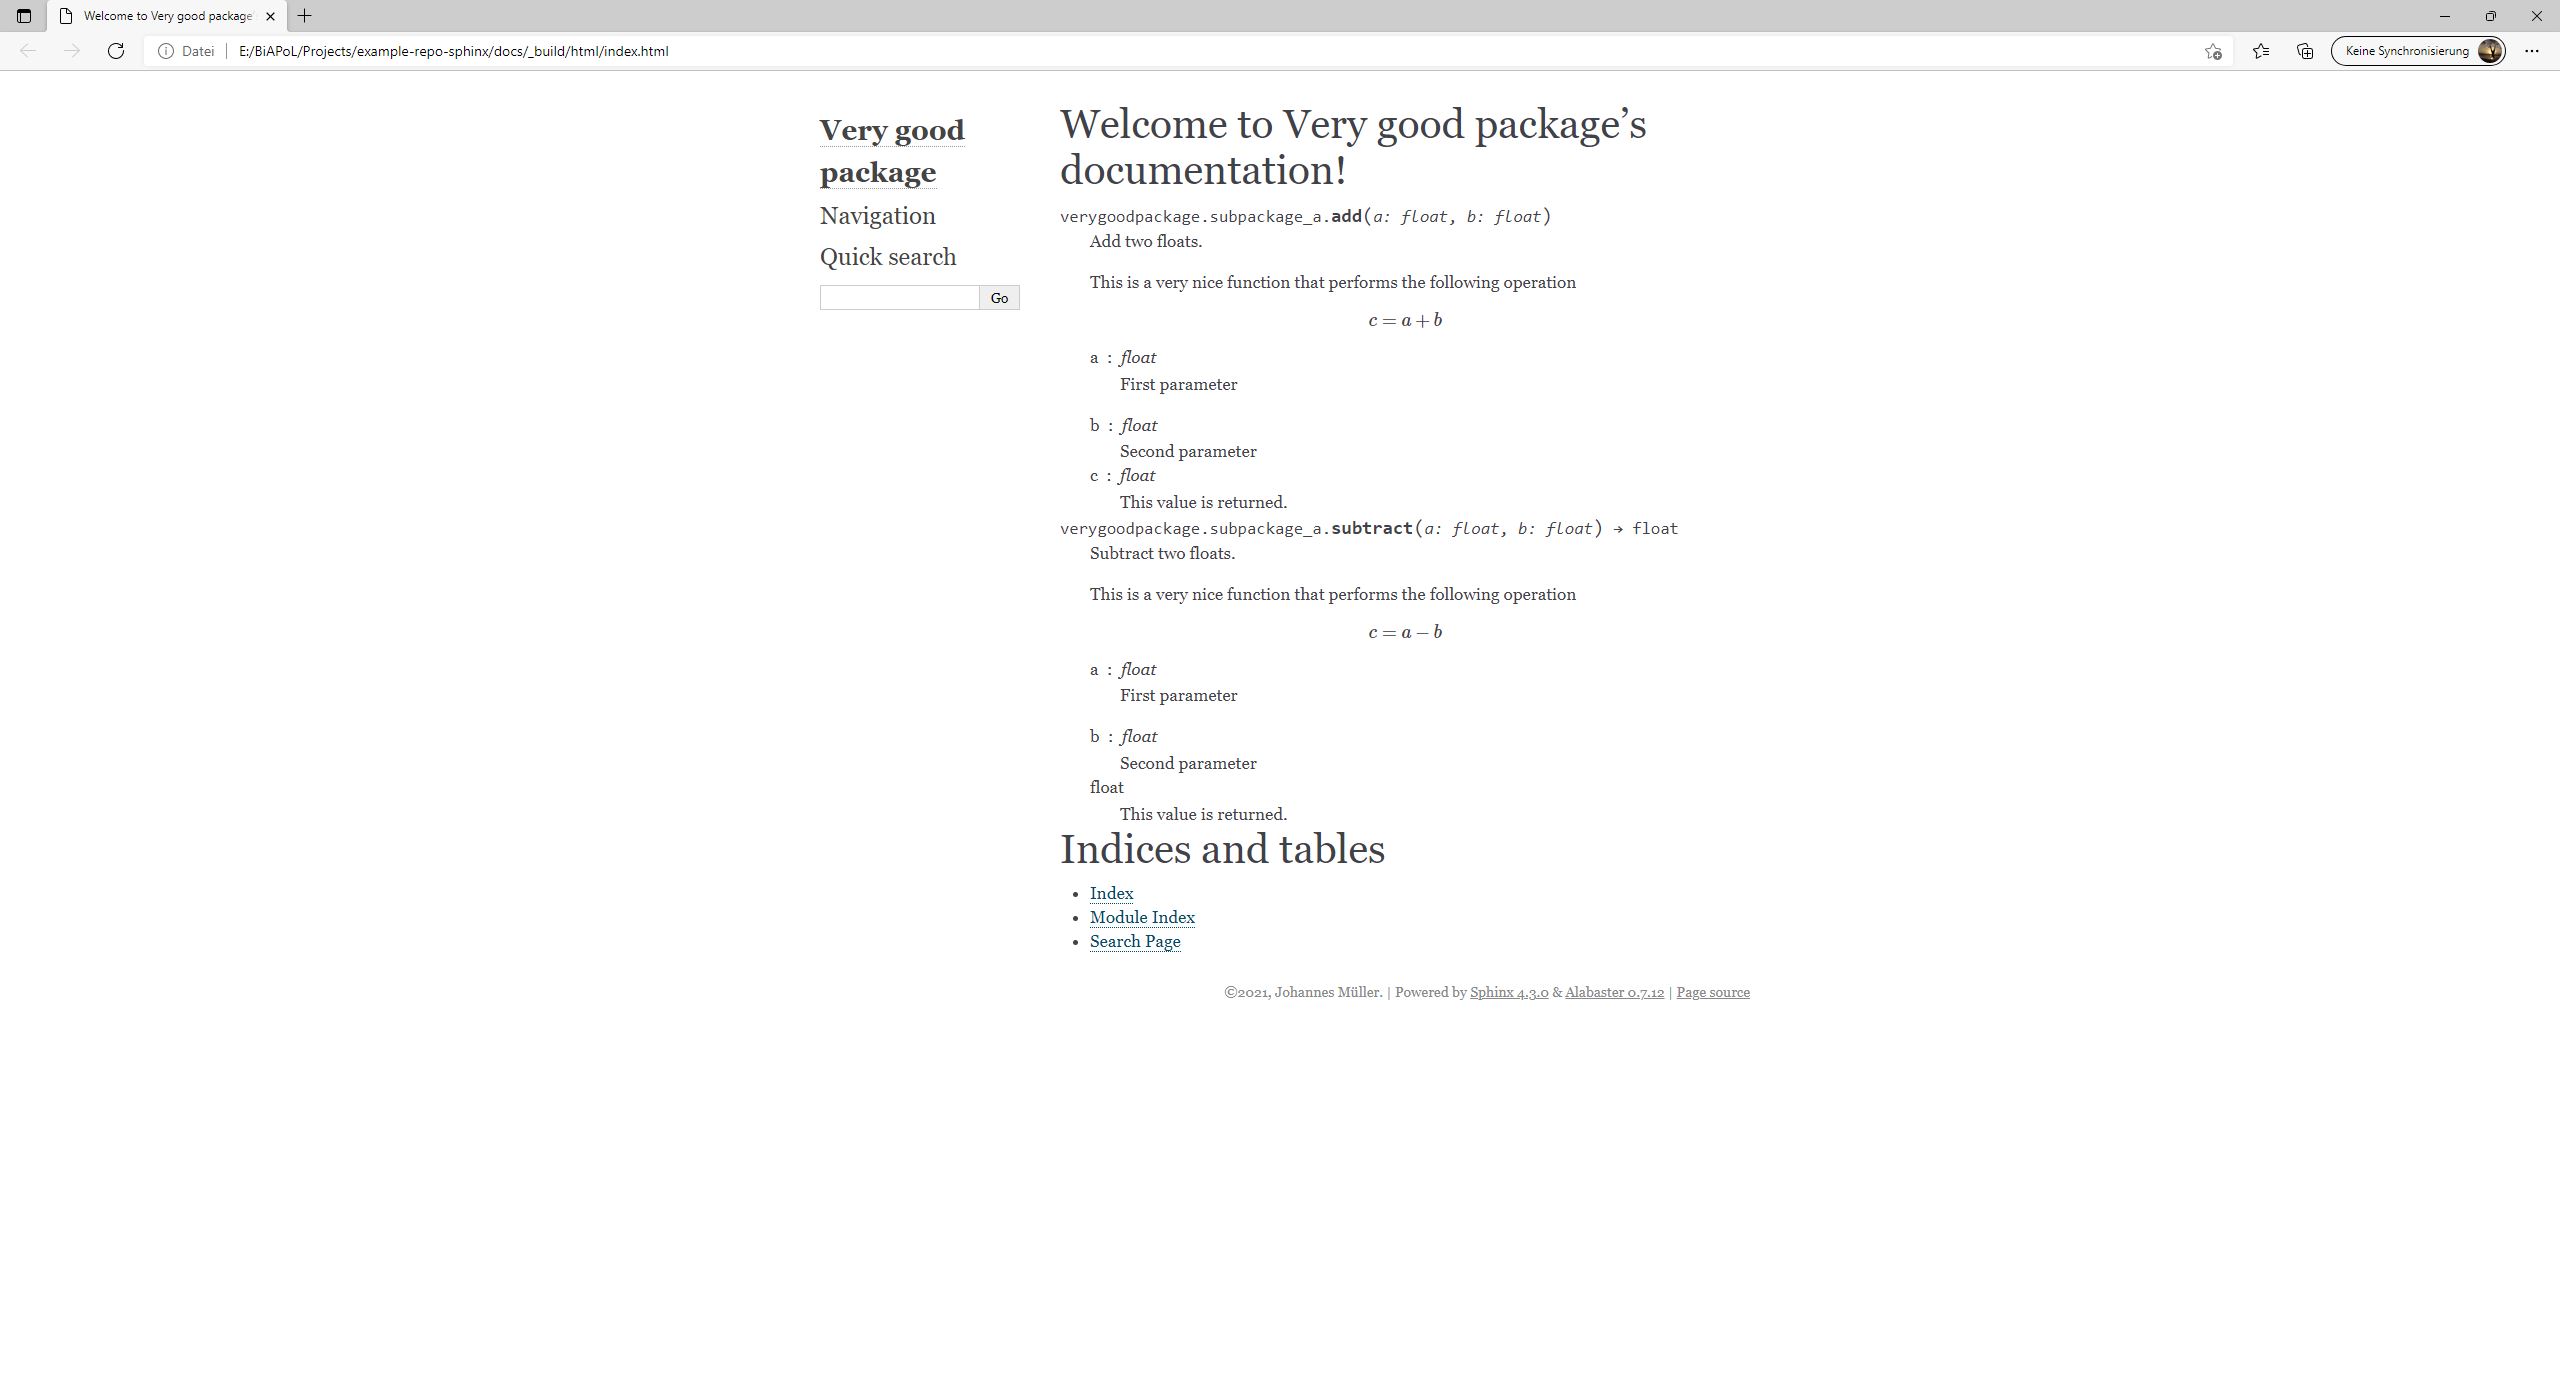 Welcome to Very good package'
Datei
E:/BiAPoL/Projects/example-repo-sphinx/docs/_build/html/index.html
Keine Synchronisierung
Very good
package
Navigation
Quick search
Go
Welcome to Very good package’s
documentation!
verygoodpackage.subpackage_a.add(a: float, b: float)
Add two floats.
This is a very nice function that performs the following operation
c = a + b
a : float
First parameter
b : float
Second parameter
c : float
This value is returned.
verygoodpackage.subpackage_a.subtract(a: float, b: float) → float
Subtract two floats.
This is a very nice function that performs the following operation
c = a − b
a : float
First parameter
b : float
Second parameter
float
This value is returned.
Indices and tables
• Index
• Module Index
• Search Page
©2021, Johannes Müller. | Powered by Sphinx 4.3.0 & Alabaster 0.7.12 | Page source